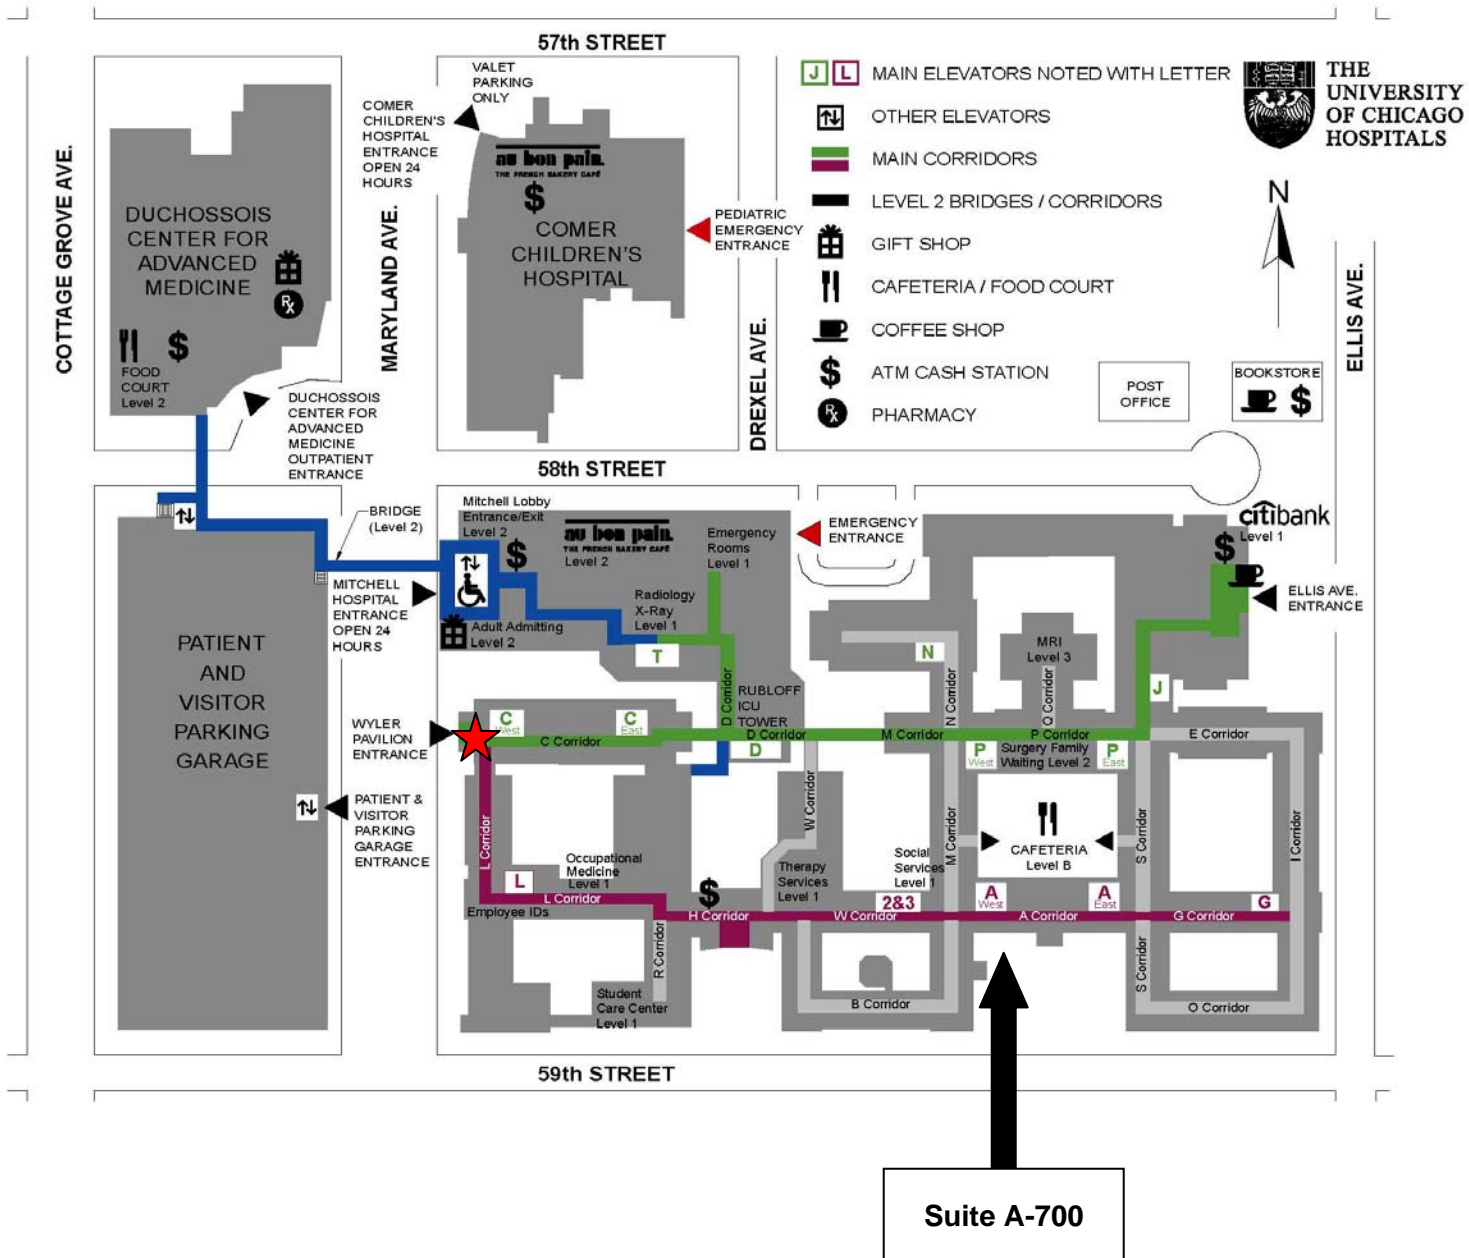 57th STREET
VALET
PARKING
ONLY
COMER
CHILDREN'S
HOSPITAL
ENTRANCE
OPEN 24
HOURS
au bon pain.
THE FRENCH BAKERY CAFÉ
$
COMER
CHILDREN'S
HOSPITAL
PEDIATRIC
EMERGENCY
ENTRANCE
COTTAGE GROVE AVE.
MARYLAND AVE.
DREXEL AVE.
ELLIS AVE.
DUCHOSSOIS
CENTER FOR
ADVANCED
MEDICINE
Rx
$
FOOD
COURT
Level 2
DUCHOSSOIS
CENTER FOR
ADVANCED
MEDICINE
OUTPATIENT
ENTRANCE
J L MAIN ELEVATORS NOTED WITH LETTER
OTHER ELEVATORS
MAIN CORRIDORS
LEVEL 2 BRIDGES / CORRIDORS
GIFT SHOP
CAFETERIA / FOOD COURT
COFFEE SHOP
$ ATM CASH STATION
Rx PHARMACY
THE
UNIVERSITY
OF CHICAGO
HOSPITALS
N
POST
OFFICE
BOOKSTORE
$
58th STREET
BRIDGE
(Level 2)
Mitchell Lobby
Entrance/Exit
Level 2
$
au bon pain.
THE FRENCH BAKERY CAFÉ
Level 2
Emergency
Rooms
Level 1
EMERGENCY
ENTRANCE
citibank
Level 1
$
ELLIS AVE.
ENTRANCE
MITCHELL
HOSPITAL
ENTRANCE
OPEN 24
HOURS
Adult Admitting
Level 2
Radiology
X-Ray
Level 1
T
N
MRI
Level 3
J
PATIENT
AND
VISITOR
PARKING
GARAGE
WYLER
PAVILION
ENTRANCE
C
West
C
East
C Corridor
D Corridor
RUBLOFF
ICU
TOWER
D Corridor
D
M Corridor
N Corridor
Q Corridor
P Corridor
P
West
Surgery Family
Waiting Level 2
P
East
E Corridor
PATIENT &
VISITOR
PARKING
GARAGE
ENTRANCE
L Corridor
W Corridor
M Corridor
CAFETERIA
Level B
S Corridor
I Corridor
Occupational
Medicine
Level 1
L
L Corridor
Employee IDs
$
Therapy
Services
Level 1
Social
Services
Level 1
2&3
A
West
A
East
G
H Corridor
W Corridor
A Corridor
G Corridor
R Corridor
Student
Care Center
Level 1
B Corridor
S Corridor
O Corridor
59th STREET
Suite A-700